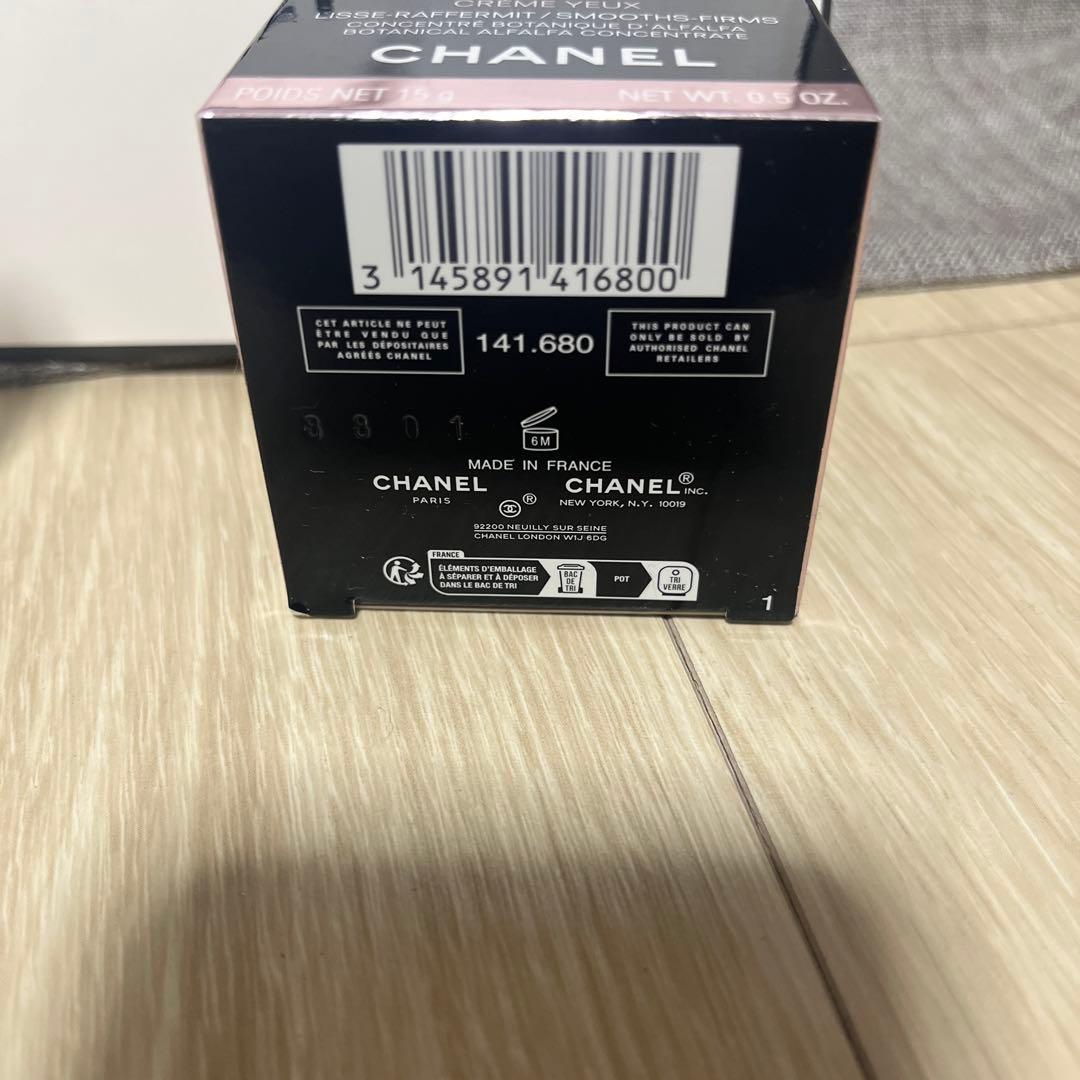 CRÈME YEUX
LISSE-RAFFERMIT / SMOOTHS-FIRMS
CONCENTRÉ BOTANIQUE D'ALFALFA
BOTANICAL ALFALFA CONCENTRATE
CHANEL
POIDS NET 15 g NET WT. 0.5 OZ.
3 145891 416800
CET ARTICLE NE PEUT
ÊTRE VENDU QUE
PAR LES DÉPOSITAIRES
AGRÉÉS CHANEL
141.680
THIS PRODUCT CAN
ONLY BE SOLD BY
AUTHORISED CHANEL
RETAILERS
6M
MADE IN FRANCE
CHANEL
PARIS
®
CHANEL® INC.
NEW YORK, N.Y. 10019
92200 NEUILLY SUR SEINE
CHANEL LONDON W1J 6DG
FRANCE
ÉLÉMENTS D'EMBALLAGE
À SÉPARER ET À DÉPOSER
DANS LE BAC DE TRI
BAC
DE
TRI
POT
TRI
VERRE
1